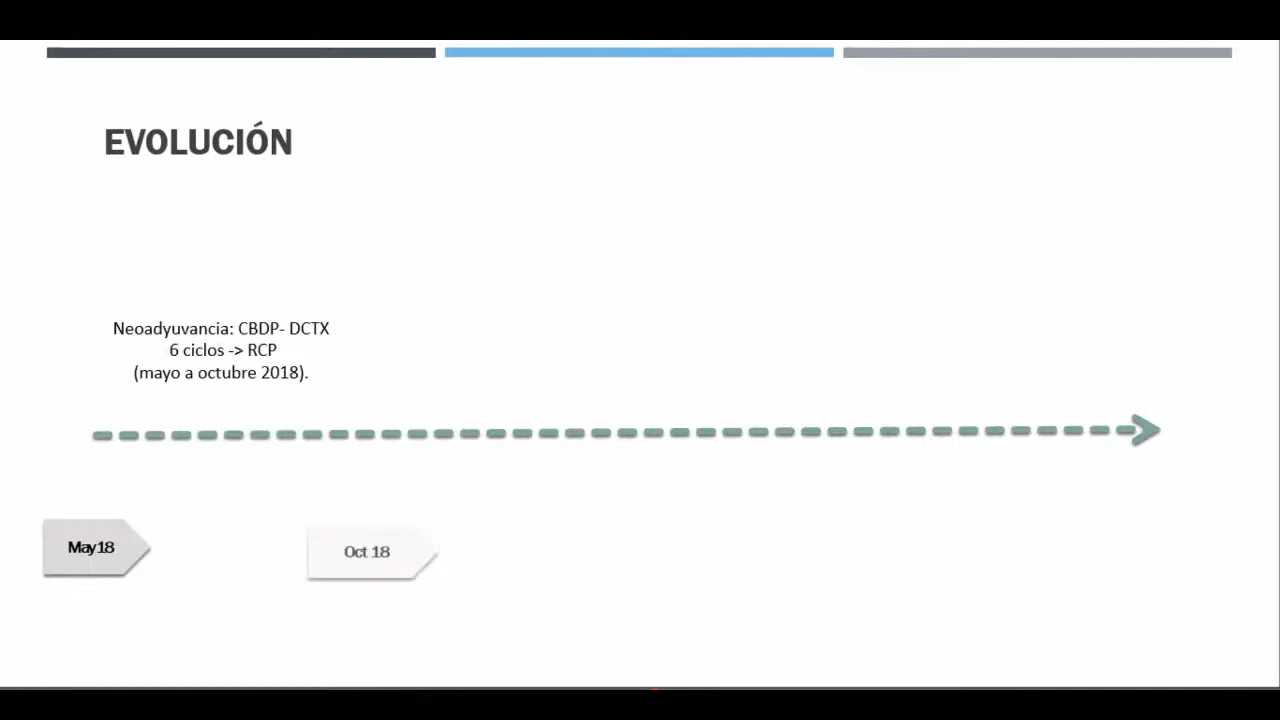 EVOLUCIÓN
Neoadyuvancia: CBDP- DCTX
6 ciclos -> RCP
(mayo a octubre 2018).
May18
Oct 18